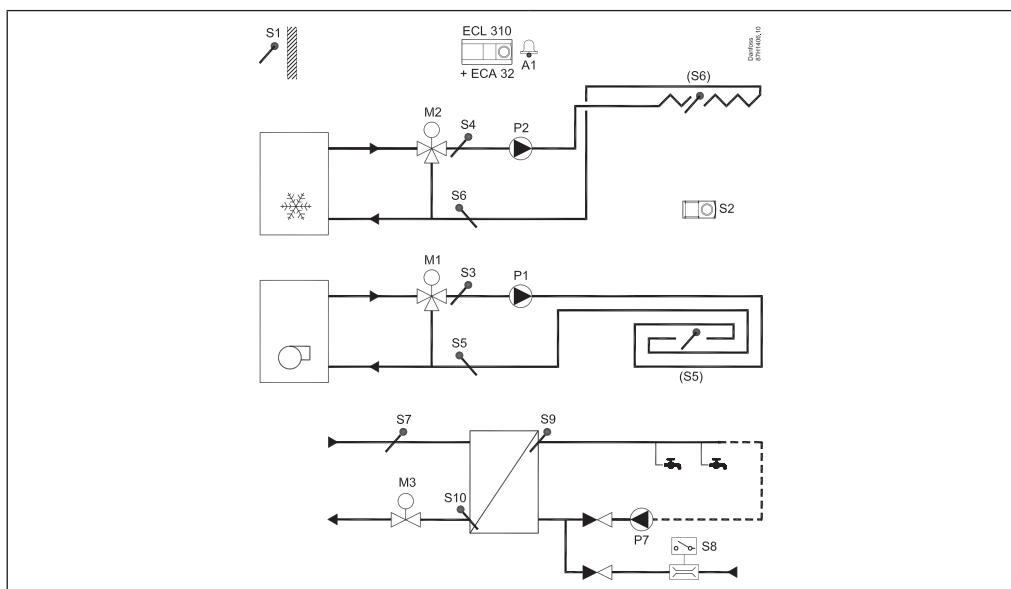 S1
ECL 310
A1
+ ECA 32
Danfoss
87H1406.10
(S6)
M2
S4
P2
S6
S2
M1
S3
P1
S5
(S5)
S7
S9
M3
S10
P7
S8